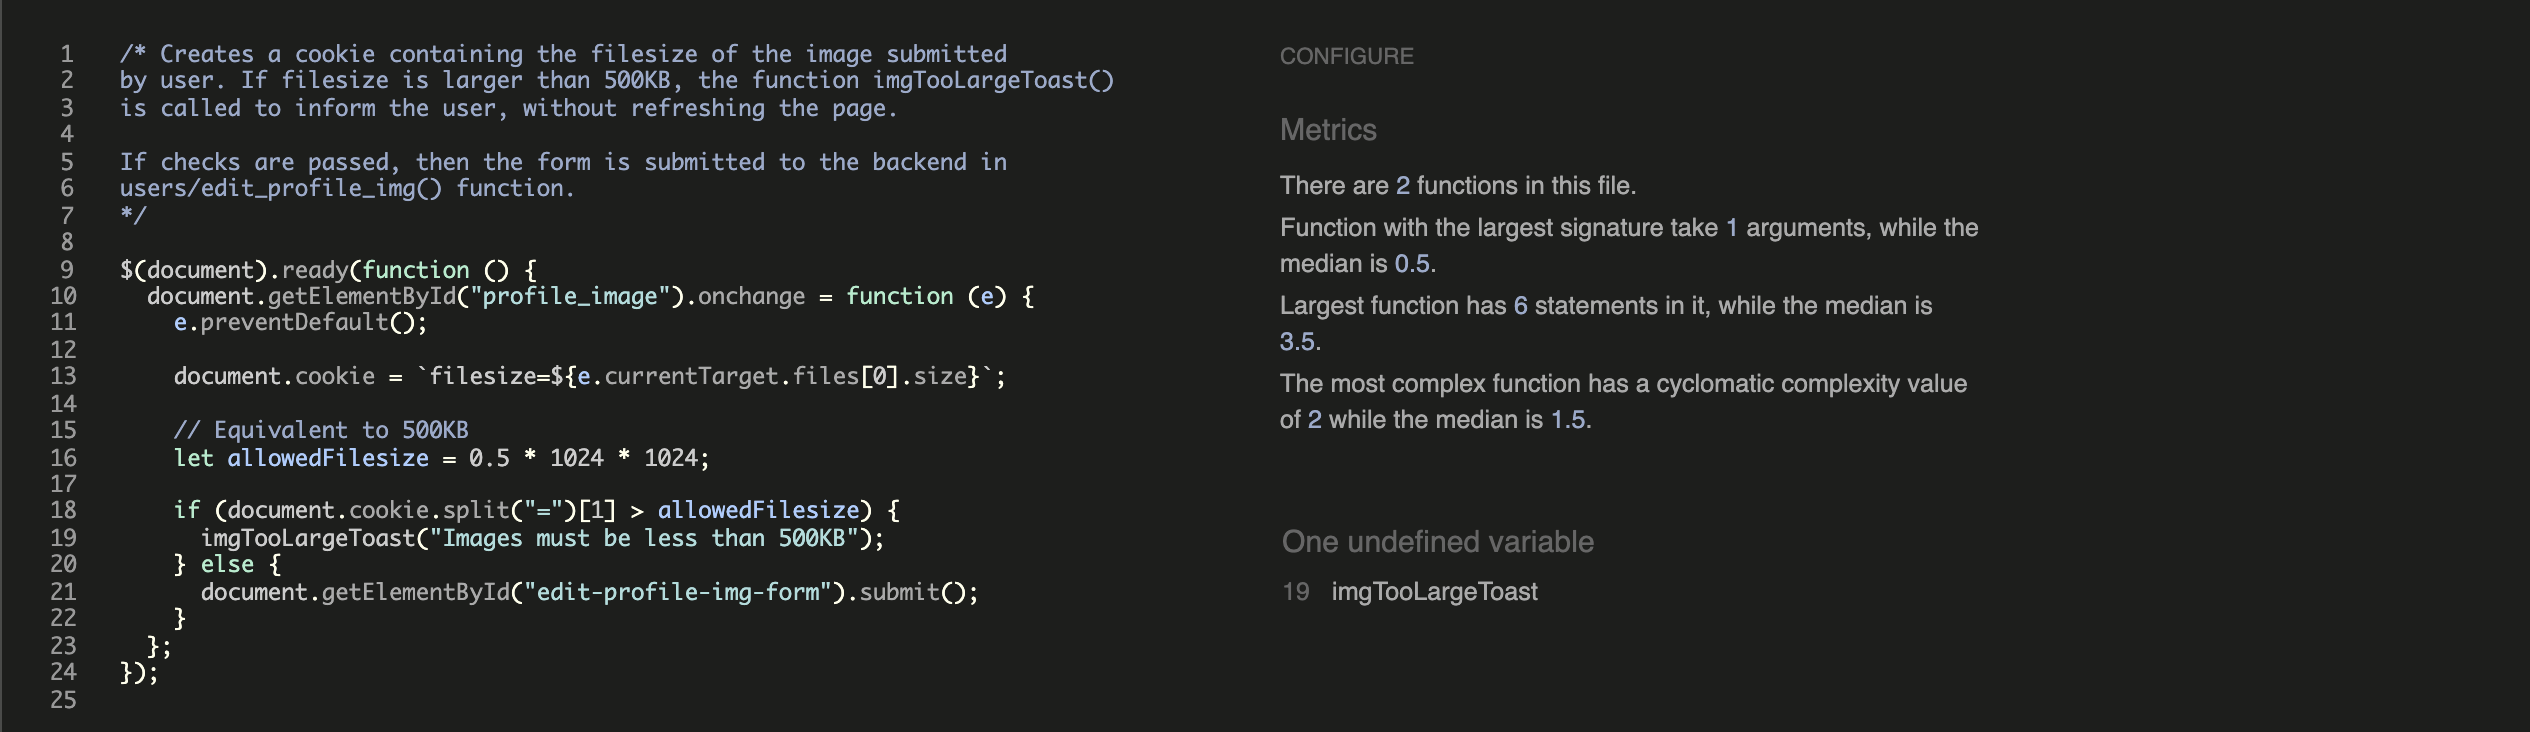 1 /* Creates a cookie containing the filesize of the image submitted
2 by user. If filesize is larger than 500KB, the function imgTooLargeToast()
3 is called to inform the user, without refreshing the page.
4
5 If checks are passed, then the form is submitted to the backend in
6 users/edit_profile_img() function.
7 */
8
9 $(document).ready(function () {
10   document.getElementById("profile_image").onchange = function (e) {
11     e.preventDefault();
12
13     document.cookie = `filesize=${e.currentTarget.files[0].size}`;
14
15     // Equivalent to 500KB
16     let allowedFilesize = 0.5 * 1024 * 1024;
17
18     if (document.cookie.split("=")[1] > allowedFilesize) {
19       imgTooLargeToast("Images must be less than 500KB");
20     } else {
21       document.getElementById("edit-profile-img-form").submit();
22     }
23   };
24 });
25
CONFIGURE
Metrics
There are 2 functions in this file.
Function with the largest signature take 1 arguments, while the
median is 0.5.
Largest function has 6 statements in it, while the median is
3.5.
The most complex function has a cyclomatic complexity value
of 2 while the median is 1.5.
One undefined variable
19 imgTooLargeToast